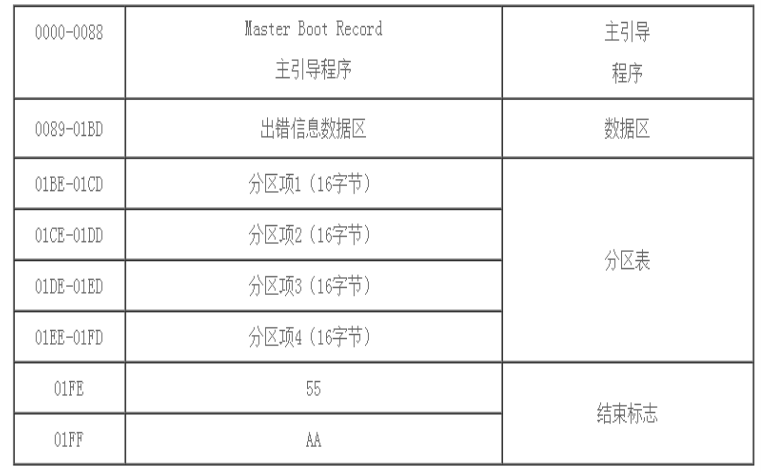 0000-0088
Master Boot Record
主引导程序
主引导
程序
0089-01BD
出错信息数据区
数据区
01BE-01CD
分区项1（16字节）
01CE-01DD
分区项2（16字节）
01DE-01ED
分区项3（16字节）
01EE-01FD
分区项4（16字节）
分区表
01FE
55
01FF
AA
结束标志